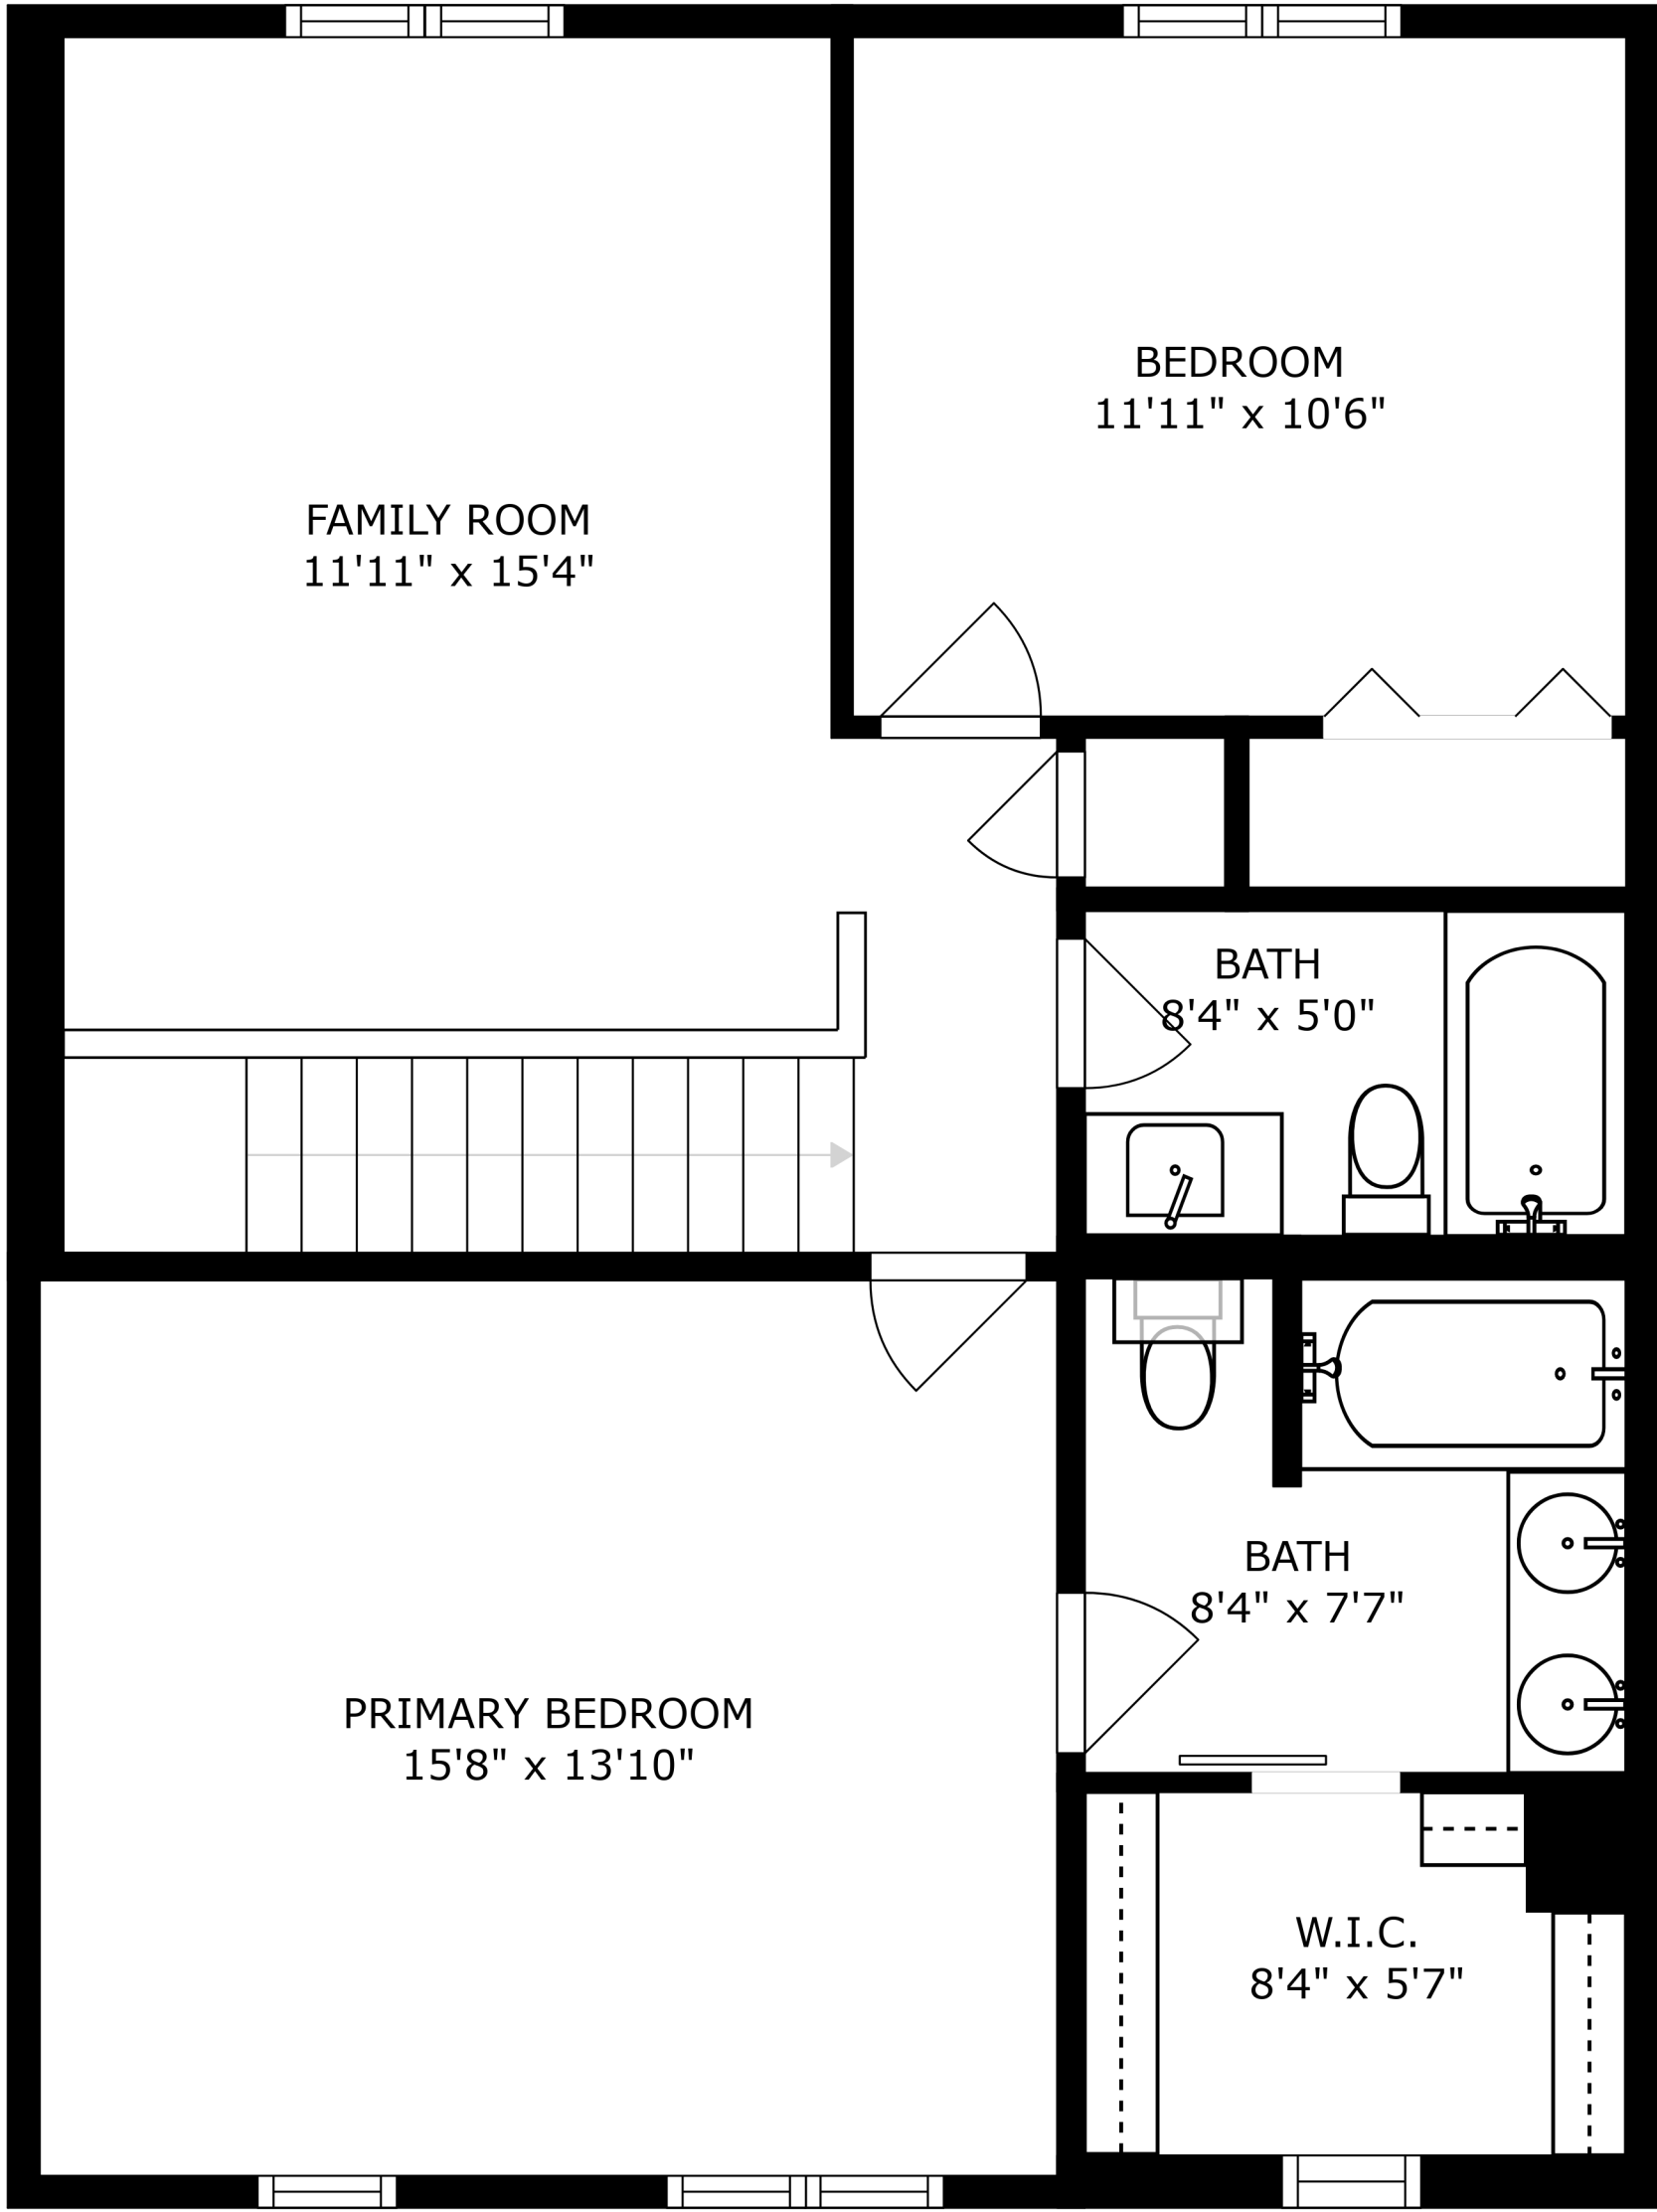 BEDROOM
11'11" x 10'6"
FAMILY ROOM
11'11" x 15'4"
BATH
8'4" x 5'0"
BATH
8'4" x 7'7"
PRIMARY BEDROOM
15'8" x 13'10"
W.I.C.
8'4" x 5'7"